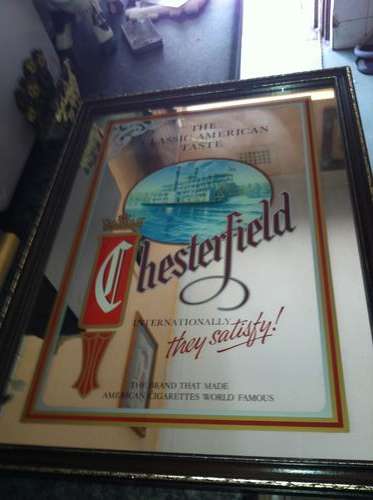 THE
CLASSIC AMERICAN
TASTE
Chesterfield
INTERNATIONALLY
they satisfy!
THE BRAND THAT MADE
AMERICAN CIGARETTES WORLD FAMOUS